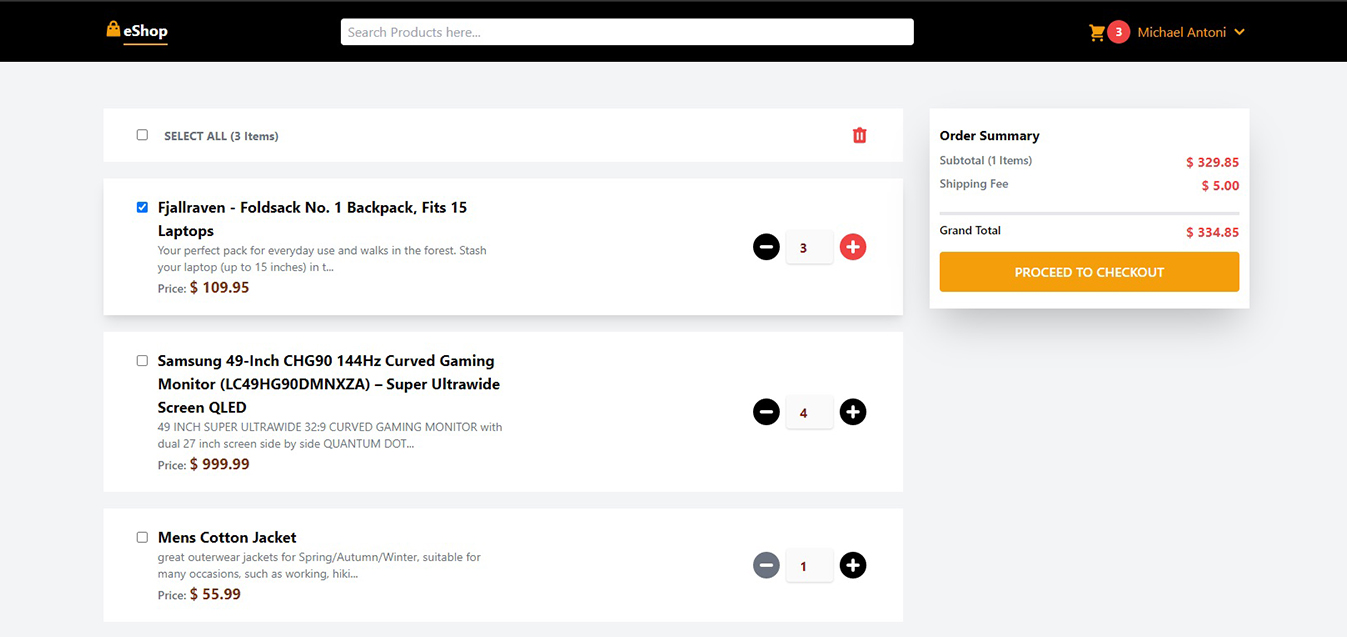 eShop
Search Products here...
3
Michael Antoni
SELECT ALL (3 Items)
Fjallraven - Foldsack No. 1 Backpack, Fits 15
Laptops
Your perfect pack for everyday use and walks in the forest. Stash
your laptop (up to 15 inches) in t...
Price: $ 109.95
3
Samsung 49-Inch CHG90 144Hz Curved Gaming
Monitor (LC49HG90DMNXZA) – Super Ultrawide
Screen QLED
49 INCH SUPER ULTRAWIDE 32:9 CURVED GAMING MONITOR with
dual 27 inch screen side by side QUANTUM DOT...
Price: $ 999.99
4
Mens Cotton Jacket
great outerwear jackets for Spring/Autumn/Winter, suitable for
many occasions, such as working, hiki...
Price: $ 55.99
1
Order Summary
Subtotal (1 Items) $ 329.85
Shipping Fee $ 5.00
Grand Total $ 334.85
PROCEED TO CHECKOUT